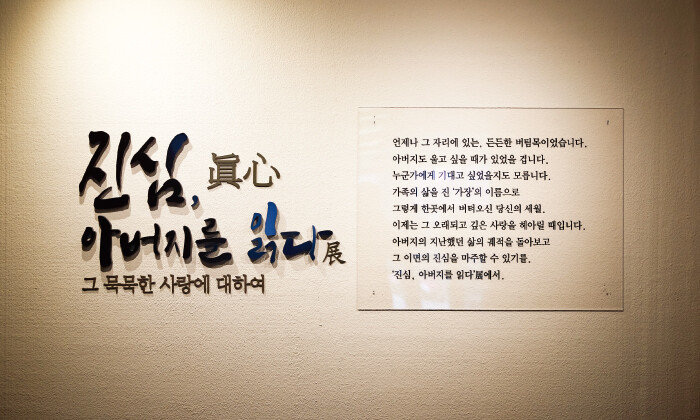 진심, 眞心
아버지를 읽다展
그 묵묵한 사랑에 대하여
언제나 그 자리에 있는, 든든한 버팀목이었습니다.
아버지도 울고 싶을 때가 있었을 겁니다.
누군가에게 기대고 싶었을지도 모릅니다.
가족의 삶을 진 '가장'의 이름으로
그렇게 한곳에서 버텨오신 당신의 세월.
이제는 그 오래되고 깊은 사랑을 헤아릴 때입니다.
아버지의 지난했던 삶의 궤적을 돌아보고
그 이면의 진심을 마주할 수 있기를.
'진심, 아버지를 읽다'展에서.